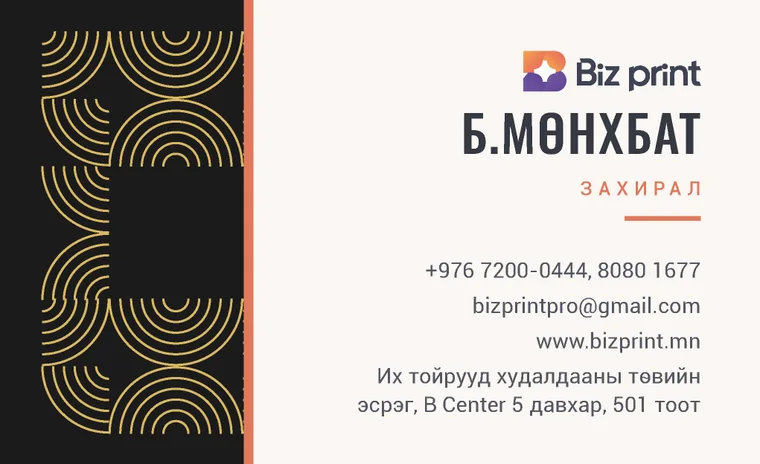 Biz print
Б.МӨНХБАТ
ЗАХИРАЛ
+976 7200-0444, 8080 1677
bizprintpro@gmail.com
www.bizprint.mn
Их тойрууд худалдааны төвийн
эсрэг, B Center 5 давхар, 501 тоот